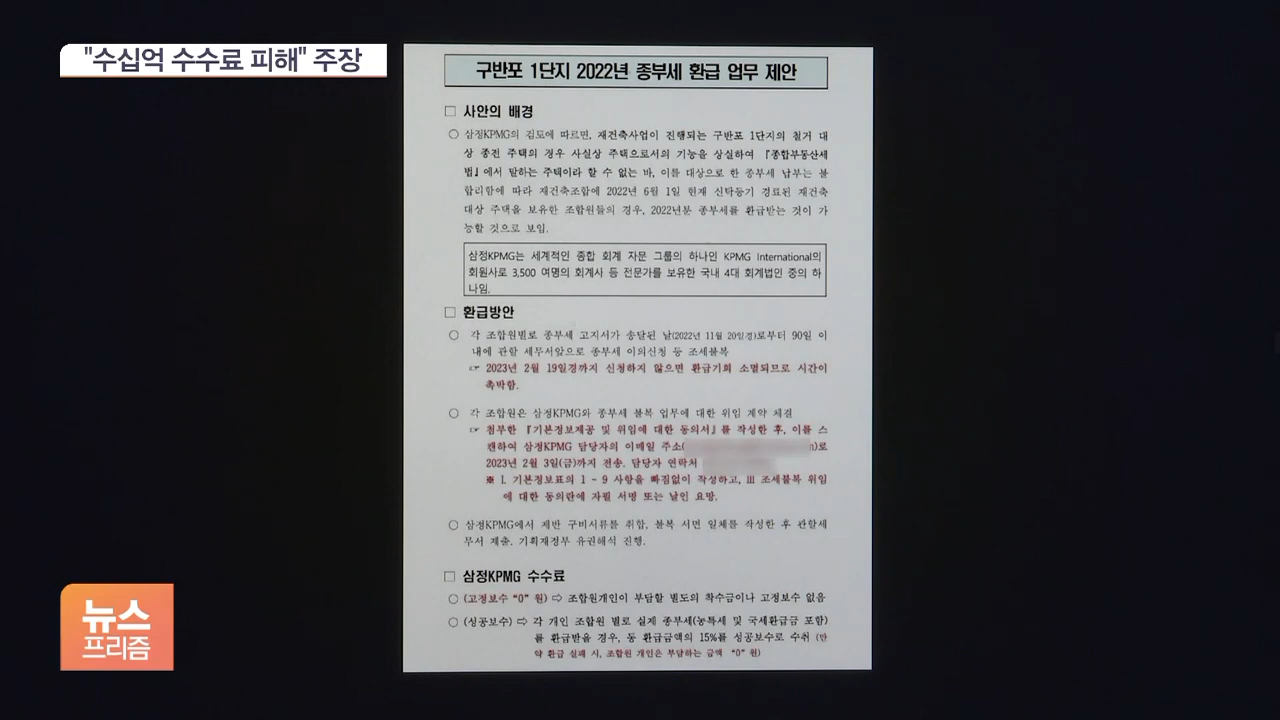 "수십억 수수료 피해" 주장
구반포 1단지 2022년 종부세 환급 업무 제안
□ 사안의 배경
○ 삼정KPMG의 검토에 따르면, 재건축사업이 진행되는 구반포 1단지의 철거 대
상 종전 주택의 경우 사실상 주택으로서의 기능을 상실하여 『종합부동산세
법』에서 말하는 주택이라 할 수 없는 바, 이를 대상으로 한 종부세 납부는 불
합리함에 따라 재건축조합에 2022년 6월 1일 현재 신탁등기 경료된 재건축
대상 주택을 보유한 조합원들의 경우, 2022년분 종부세를 환급받는 것이 가
능할 것으로 보임.
삼정KPMG는 세계적인 종합 회계 자문 그룹의 하나인 KPMG International의
회원사로 3,500 여명의 회계사 등 전문가를 보유한 국내 4대 회계법인 중의 하
나임.
□ 환급방안
○ 각 조합원별로 종부세 고지서가 송달된 날(2022년 11월 20일경)로부터 90일 이
내에 관할 세무서앞으로 종부세 이의신청 등 조세불복
☞ 2023년 2월 19일경까지 신청하지 않으면 환급기회 소멸되므로 시간이
촉박함.
○ 각 조합원은 삼정KPMG와 종부세 불복 업무에 대한 위임 계약 체결
☞ 첨부한 『기본정보제공 및 위임에 대한 동의서』를 작성한 후, 이를 스
캔하여 삼정KPMG 담당자의 이메일 주소( m)로
2023년 2월 3일(금)까지 전송. 담당자 연락처
※ I. 기본정보표의 1 - 9 사항을 빠짐없이 작성하고, III 조세불복 위임
에 대한 동의란에 자필 서명 또는 날인 요망.
○ 삼정KPMG에서 제반 구비서류를 취합, 불복 서면 일체를 작성한 후 관할세
무서 제출. 기획재정부 유권해석 진행.
□ 삼정KPMG 수수료
○ (고정보수 “0” 원) ⇨ 조합원개인이 부담할 별도의 착수금이나 고정보수 없음
○ (성공보수) ⇨ 각 개인 조합원 별로 실제 종부세(농특세 및 국세환급금 포함)
를 환급받을 경우, 동 환급금액의 15%를 성공보수로 수취 (만
약 환급 실패 시, 조합원 개인은 부담하는 금액 “0” 원)
뉴스
프리즘